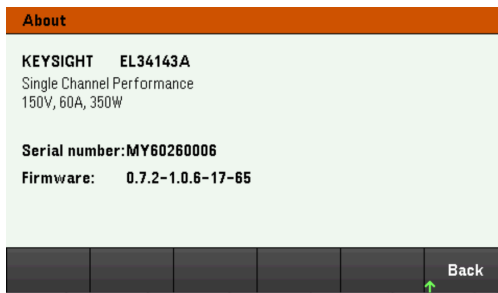 About
KEYSIGHT EL34143A
Single Channel Performance
150V, 60A, 350W
Serial number:MY60260006
Firmware: 0.7.2-1.0.6-17-65
Back